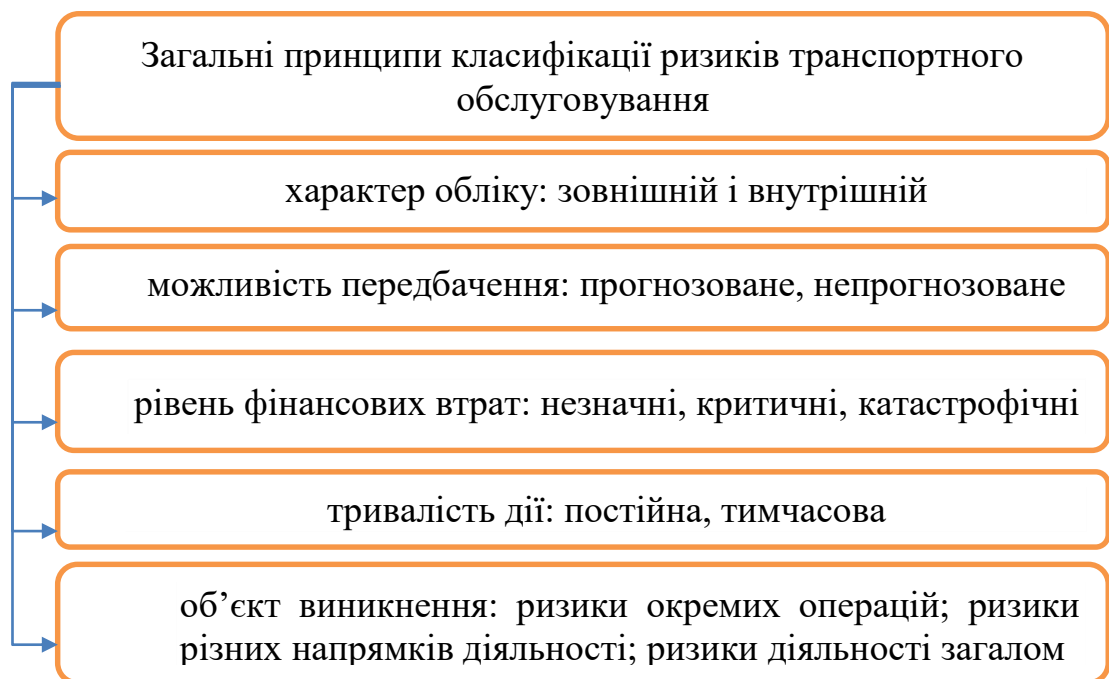 Загальні принципи класифікації ризиків транспортного
обслуговування
характер обліку: зовнішній і внутрішній
можливість передбачення: прогнозоване, непрогнозоване
рівень фінансових втрат: незначні, критичні, катастрофічні
тривалість дії: постійна, тимчасова
об’єкт виникнення: ризики окремих операцій; ризики
різних напрямків діяльності; ризики діяльності загалом